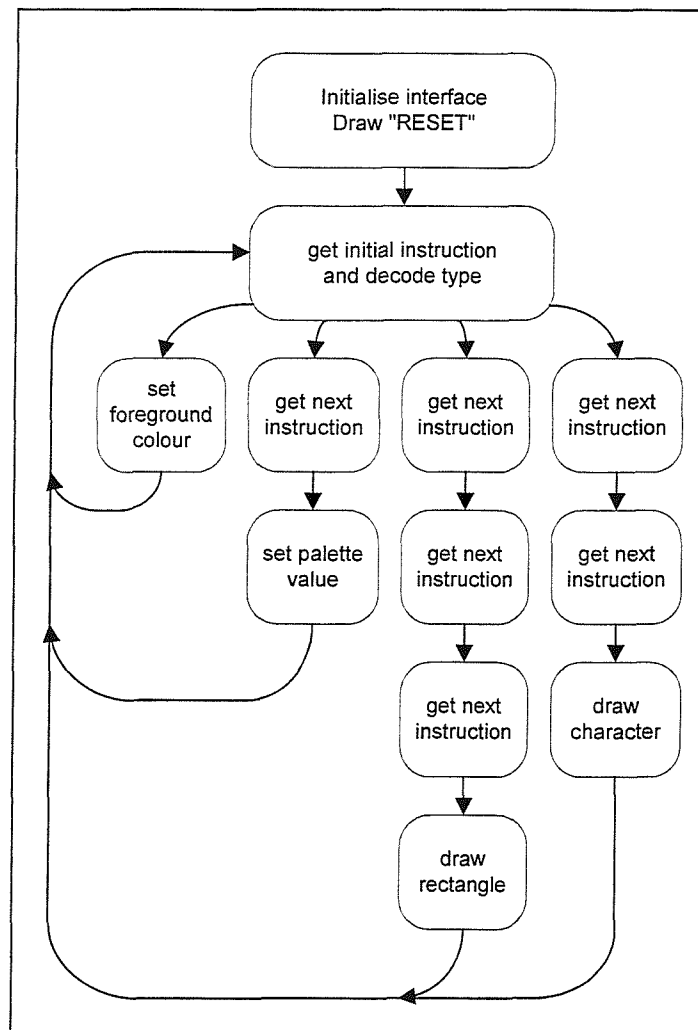 Initialise interface
Draw "RESET"
get initial instruction
and decode type
set
foreground
colour
get next
instruction
get next
instruction
get next
instruction
set palette
value
get next
instruction
get next
instruction
get next
instruction
draw
character
draw
rectangle